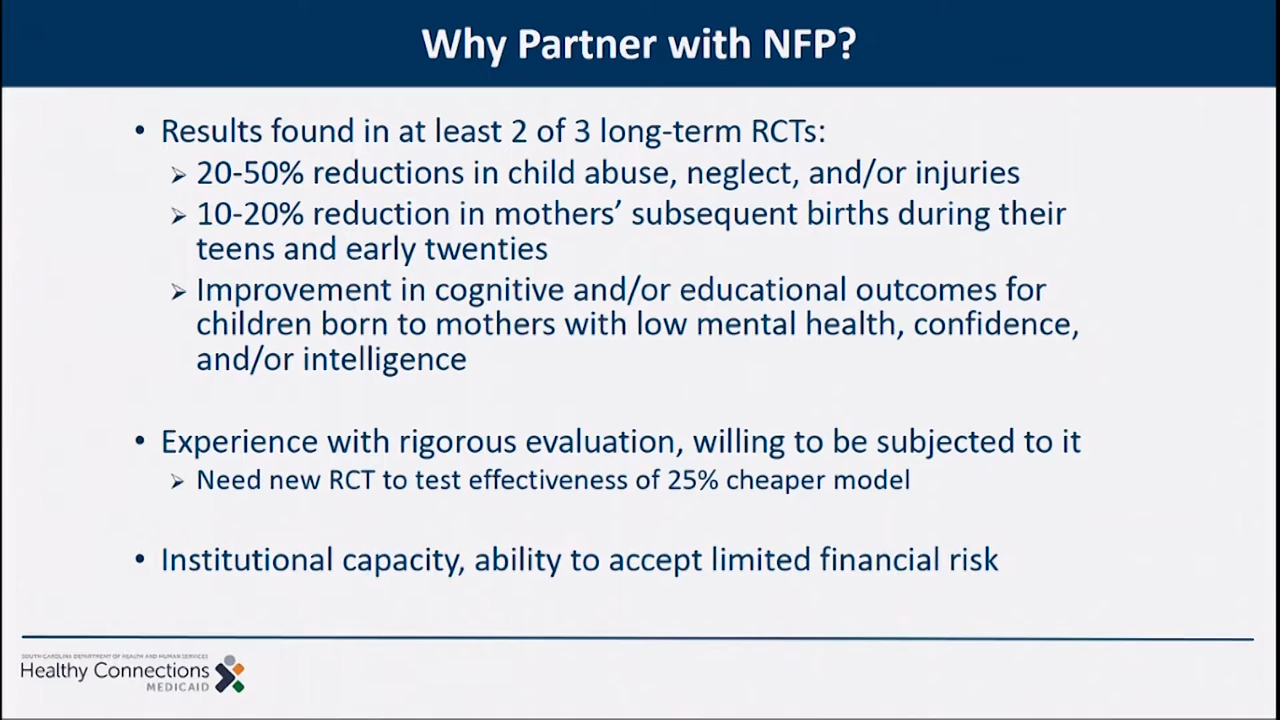 Why Partner with NFP?
• Results found in at least 2 of 3 long-term RCTs:
➢ 20-50% reductions in child abuse, neglect, and/or injuries
➢ 10-20% reduction in mothers’ subsequent births during their
teens and early twenties
➢ Improvement in cognitive and/or educational outcomes for
children born to mothers with low mental health, confidence,
and/or intelligence
• Experience with rigorous evaluation, willing to be subjected to it
➢ Need new RCT to test effectiveness of 25% cheaper model
• Institutional capacity, ability to accept limited financial risk
SOUTH CAROLINA DEPARTMENT OF HEALTH AND HUMAN SERVICES
Healthy Connections
MEDICAID